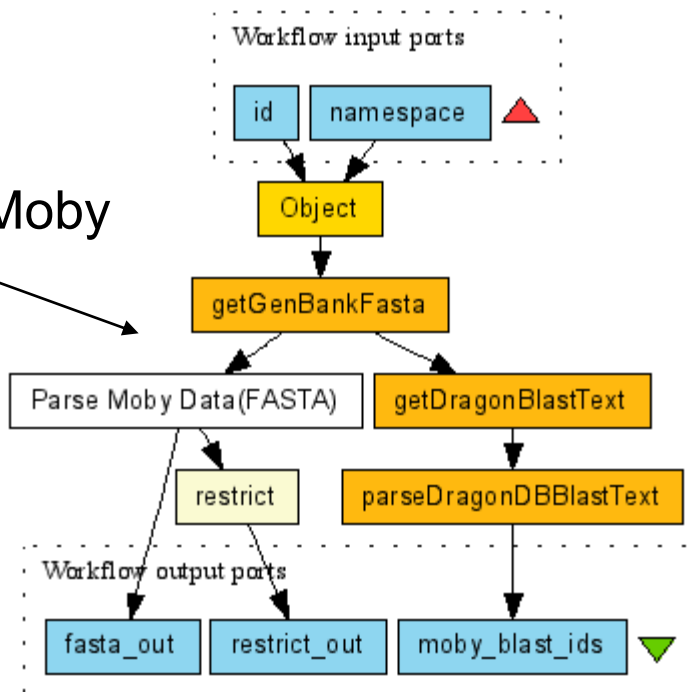 Workflow input ports
id
namespace
Moby
Object
getGenBankFasta
Parse Moby Data(FASTA)
getDragonBlastText
restrict
parseDragonDBBlastText
Workflow output ports
fasta_out
restrict_out
moby_blast_ids